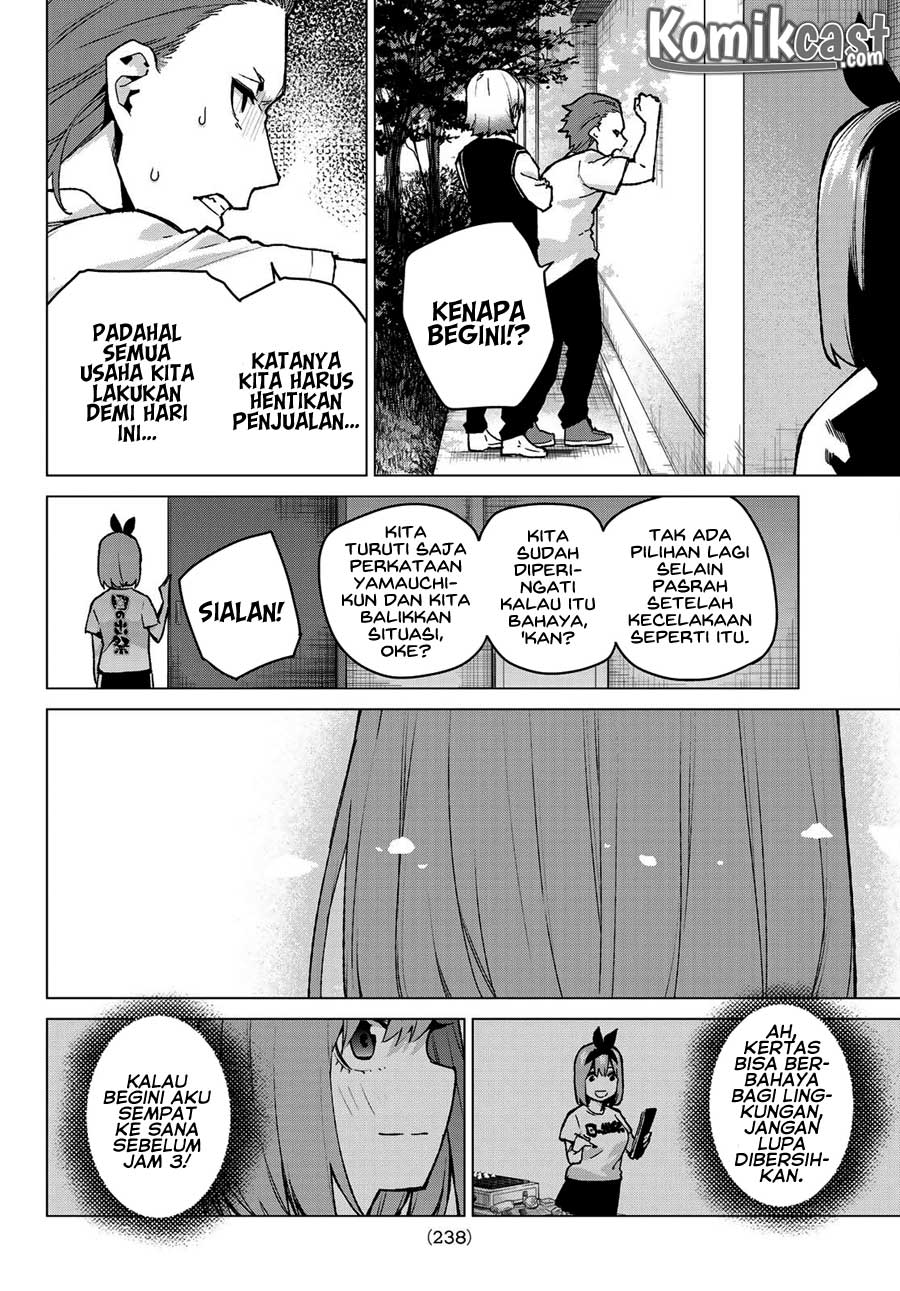 Komikcast
.com
KENAPA
BEGINI!?
KATANYA
KITA HARUS
HENTIKAN
PENJUALAN...
PADAHAL
SEMUA
USAHA KITA
LAKUKAN
DEMI HARI
INI...
TAK ADA
PILIHAN LAGI
SELAIN
PASRAH
SETELAH
KECELAKAAN
SEPERTI ITU.
KITA
SUDAH
DIPERI-
NGATI
KALAU ITU
BAHAYA,
'KAN?
KITA
TURUTI SAJA
PERKATAAN
YAMAUCHI-
KUN DAN KITA
BALIKKAN
SITUASI,
OKE?
SIALAN!
AH,
KERTAS
BISA BER-
BAHAYA
BAGI LING-
KUNGAN,
JANGAN
LUPA
DIBERSIH-
KAN.
KALAU
BEGINI AKU
SEMPAT
KE SANA
SEBELUM
JAM 3!
(238)